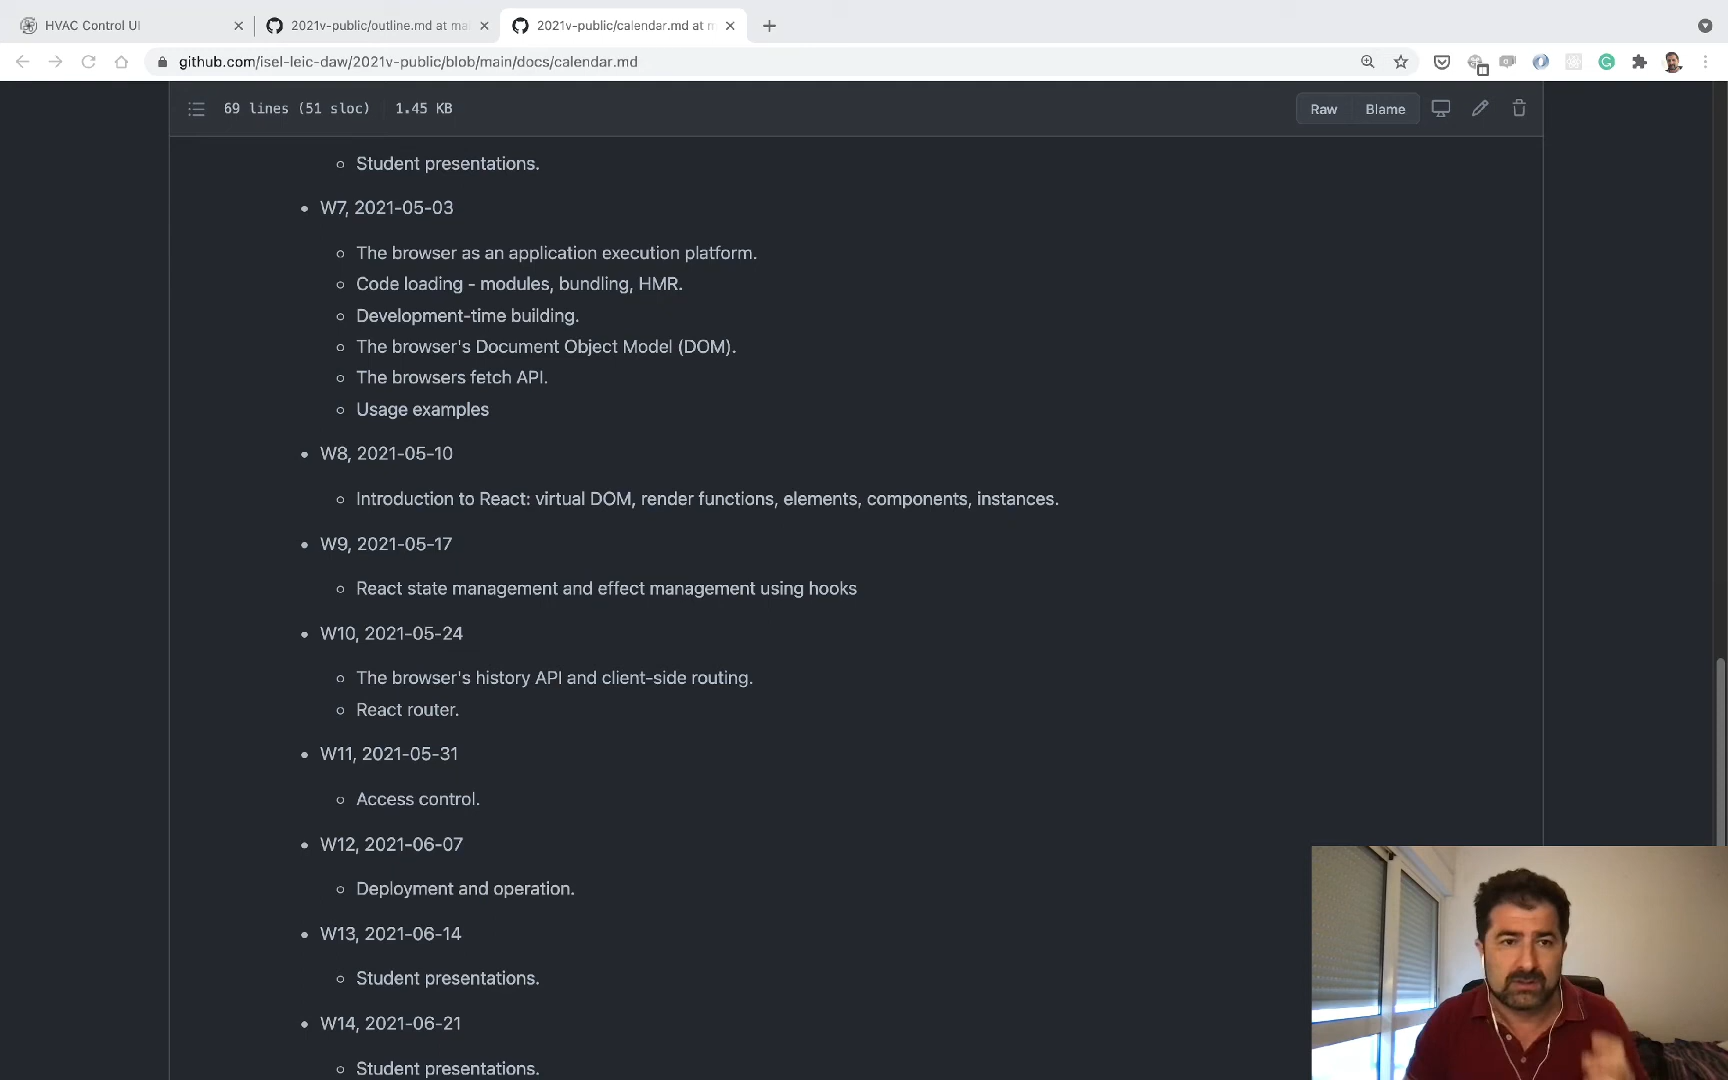 HVAC Control UI
2021v-public/outline.md at ma
2021v-public/calendar.md at m
github.com/isel-leic-daw/2021v-public/blob/main/docs/calendar.md
69 lines (51 sloc)
1.45 KB
Raw
Blame
Student presentations.
W7, 2021-05-03
The browser as an application execution platform.
Code loading - modules, bundling, HMR.
Development-time building.
The browser's Document Object Model (DOM).
The browsers fetch API.
Usage examples
W8, 2021-05-10
Introduction to React: virtual DOM, render functions, elements, components, instances.
W9, 2021-05-17
React state management and effect management using hooks
W10, 2021-05-24
The browser's history API and client-side routing.
React router.
W11, 2021-05-31
Access control.
W12, 2021-06-07
Deployment and operation.
W13, 2021-06-14
Student presentations.
W14, 2021-06-21
Student presentations.